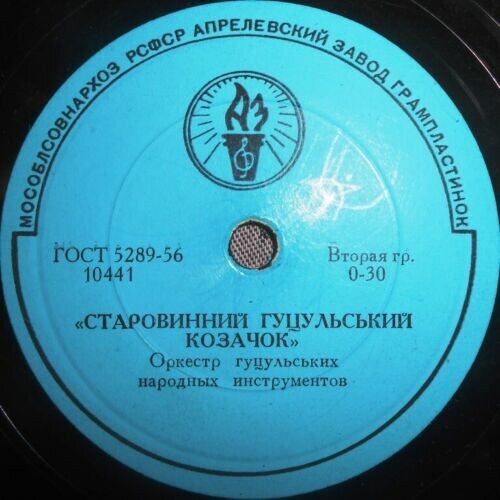 МОСОБЛСОВНАРХОЗ РСФСР АПРЕЛЕВСКИЙ ЗАВОД ГРАМПЛАСТИНОК
АЗ
ГОСТ 5289-56
10441
Вторая гр.
0-30
«СТАРОВИННИЙ ГУЦУЛЬСЬКИЙ
КОЗАЧОК»
Оркестр гуцульських
народных инструментов